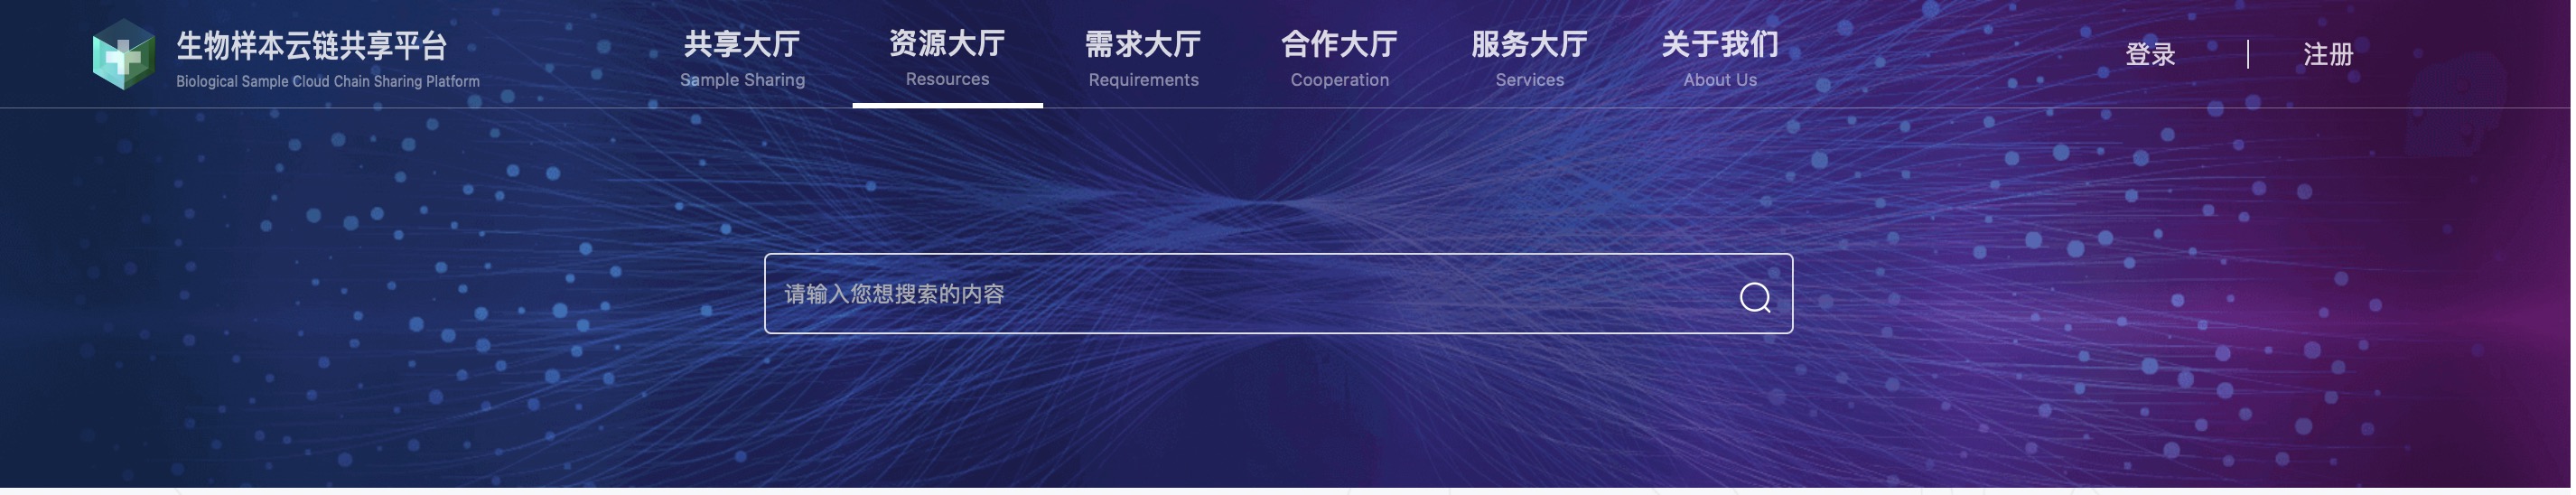 生物样本云链共享平台
Biological Sample Cloud Chain Sharing Platform
共享大厅
Sample Sharing
资源大厅
Resources
需求大厅
Requirements
合作大厅
Cooperation
服务大厅
Services
关于我们
About Us
登录
注册
请输入您想搜索的内容